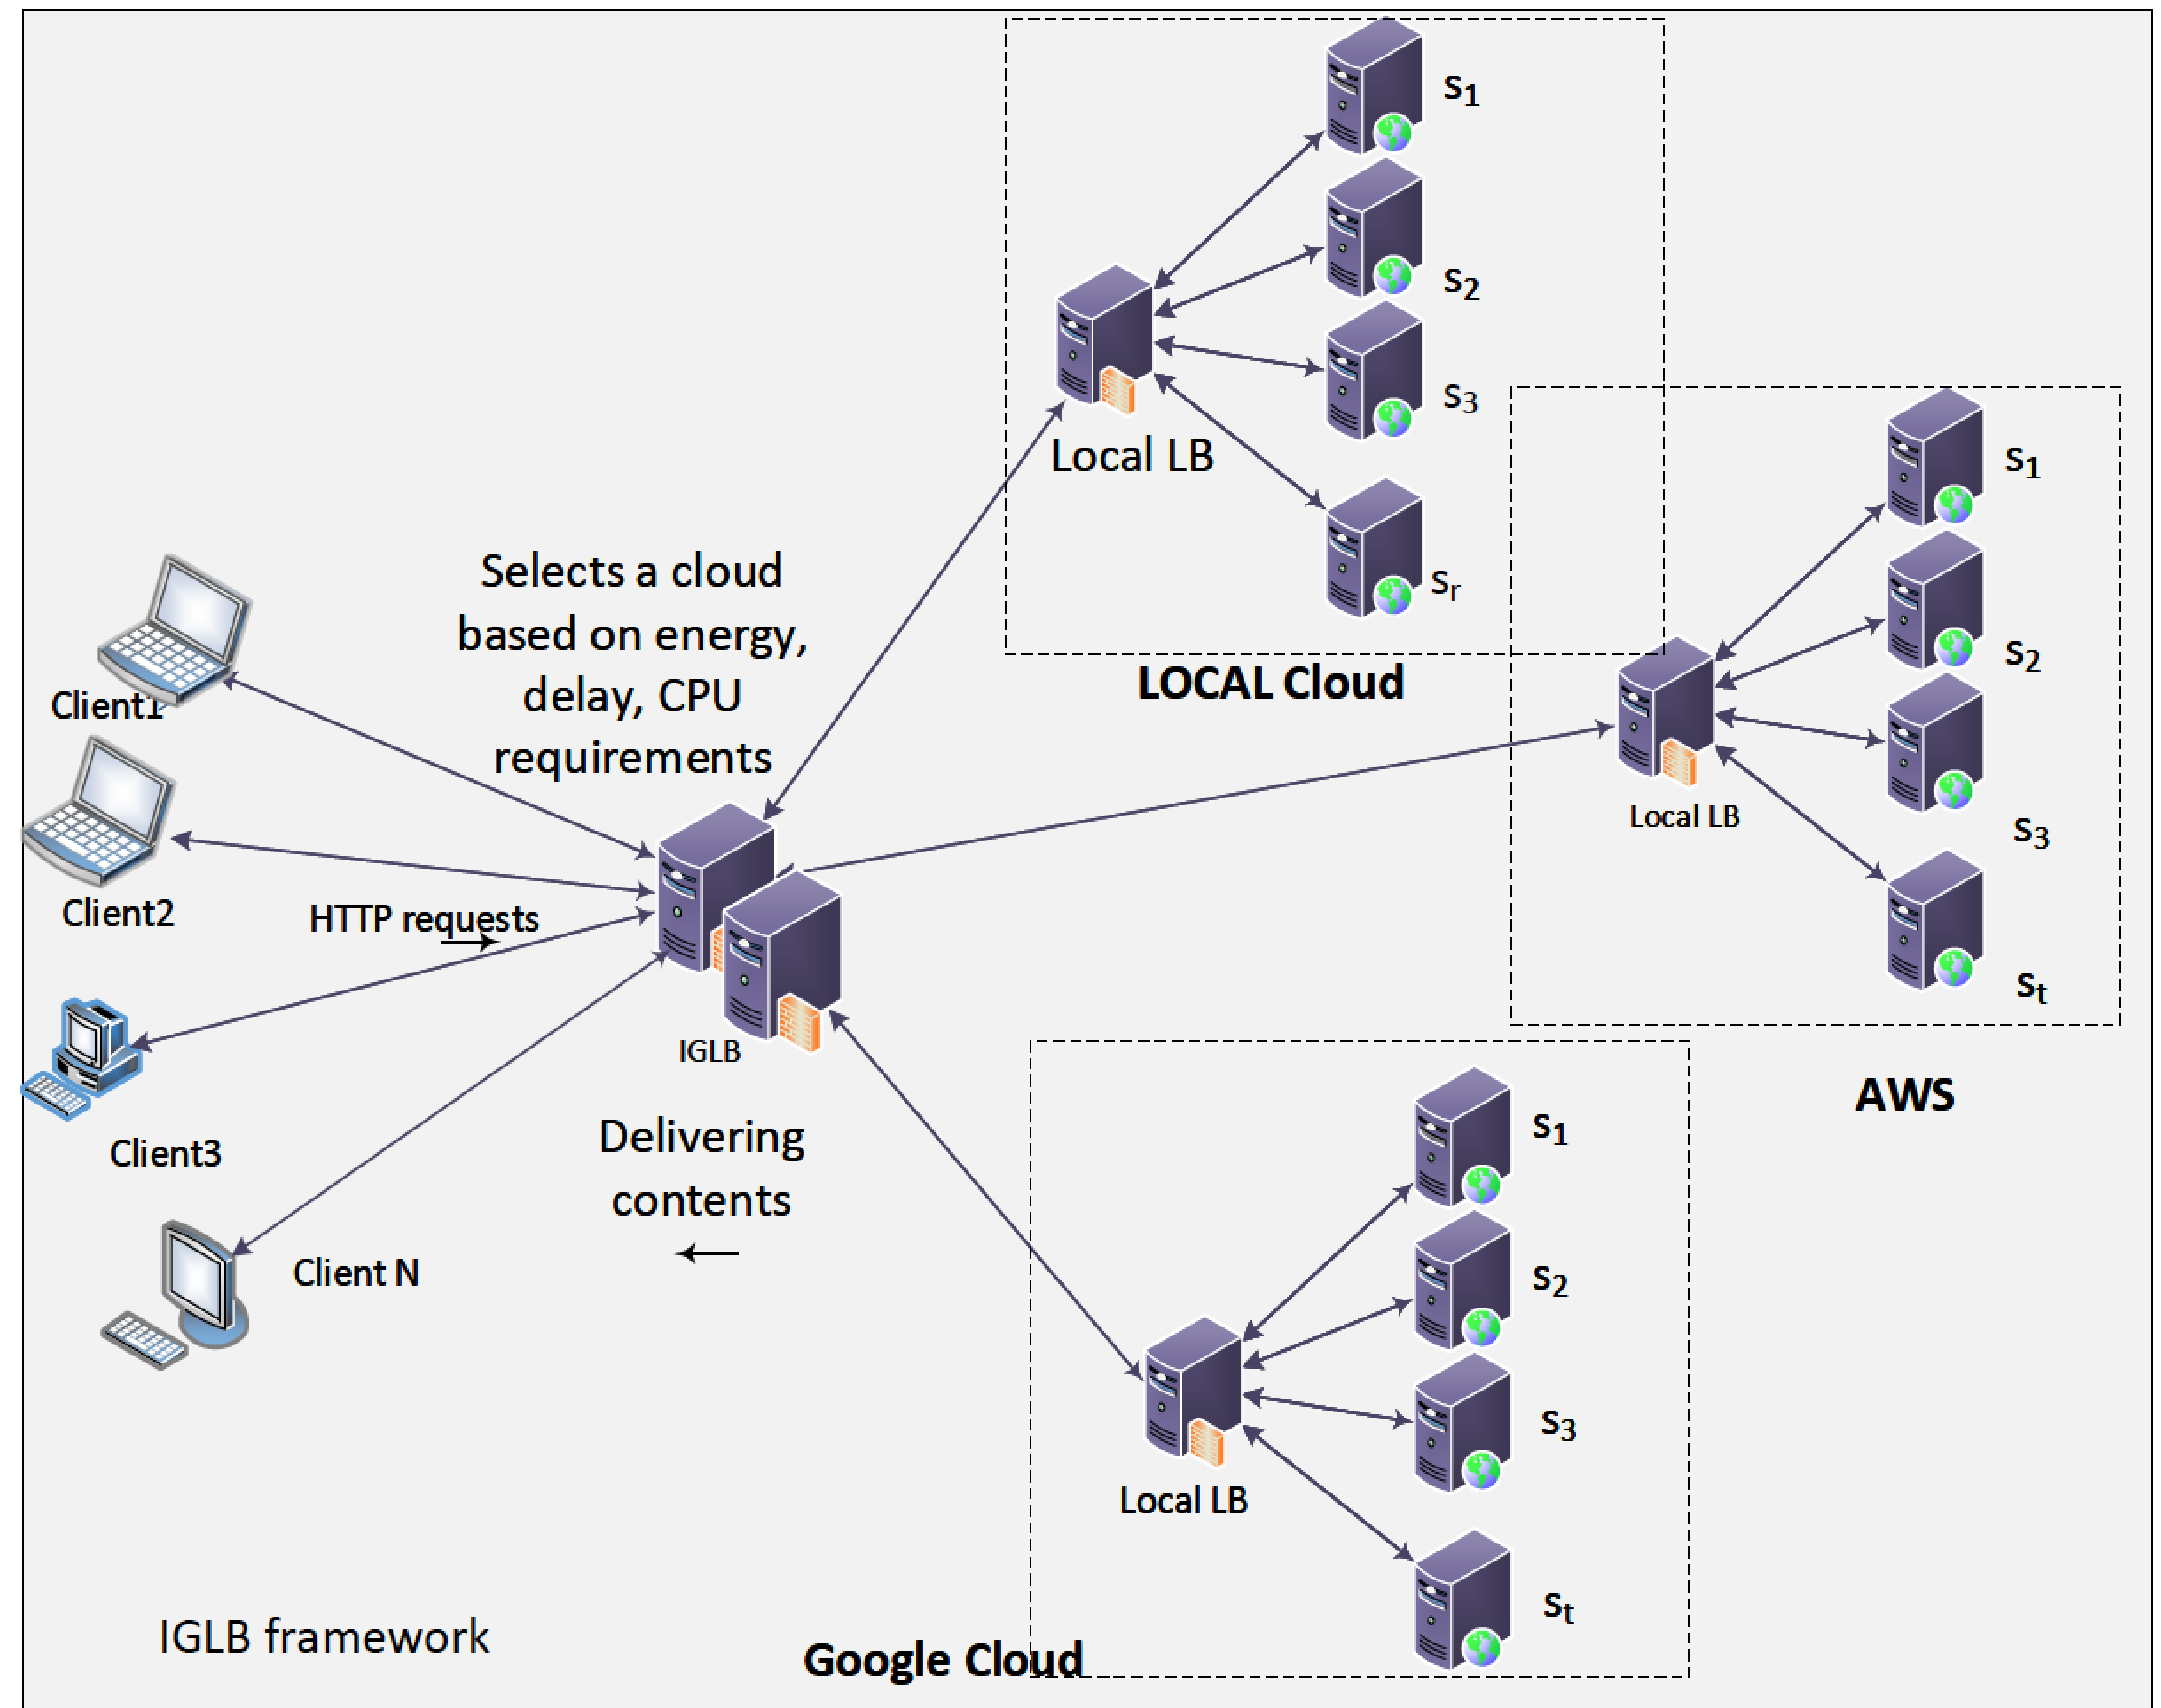 s1
s2
s3
sr
Local LB
LOCAL Cloud
s1
s2
s3
st
Local LB
AWS
Selects a cloud
based on energy,
delay, CPU
requirements
Client1
Client2
HTTP requests
Client3
Client N
IGLB
Delivering
contents
s1
s2
s3
st
Local LB
Google Cloud
IGLB framework